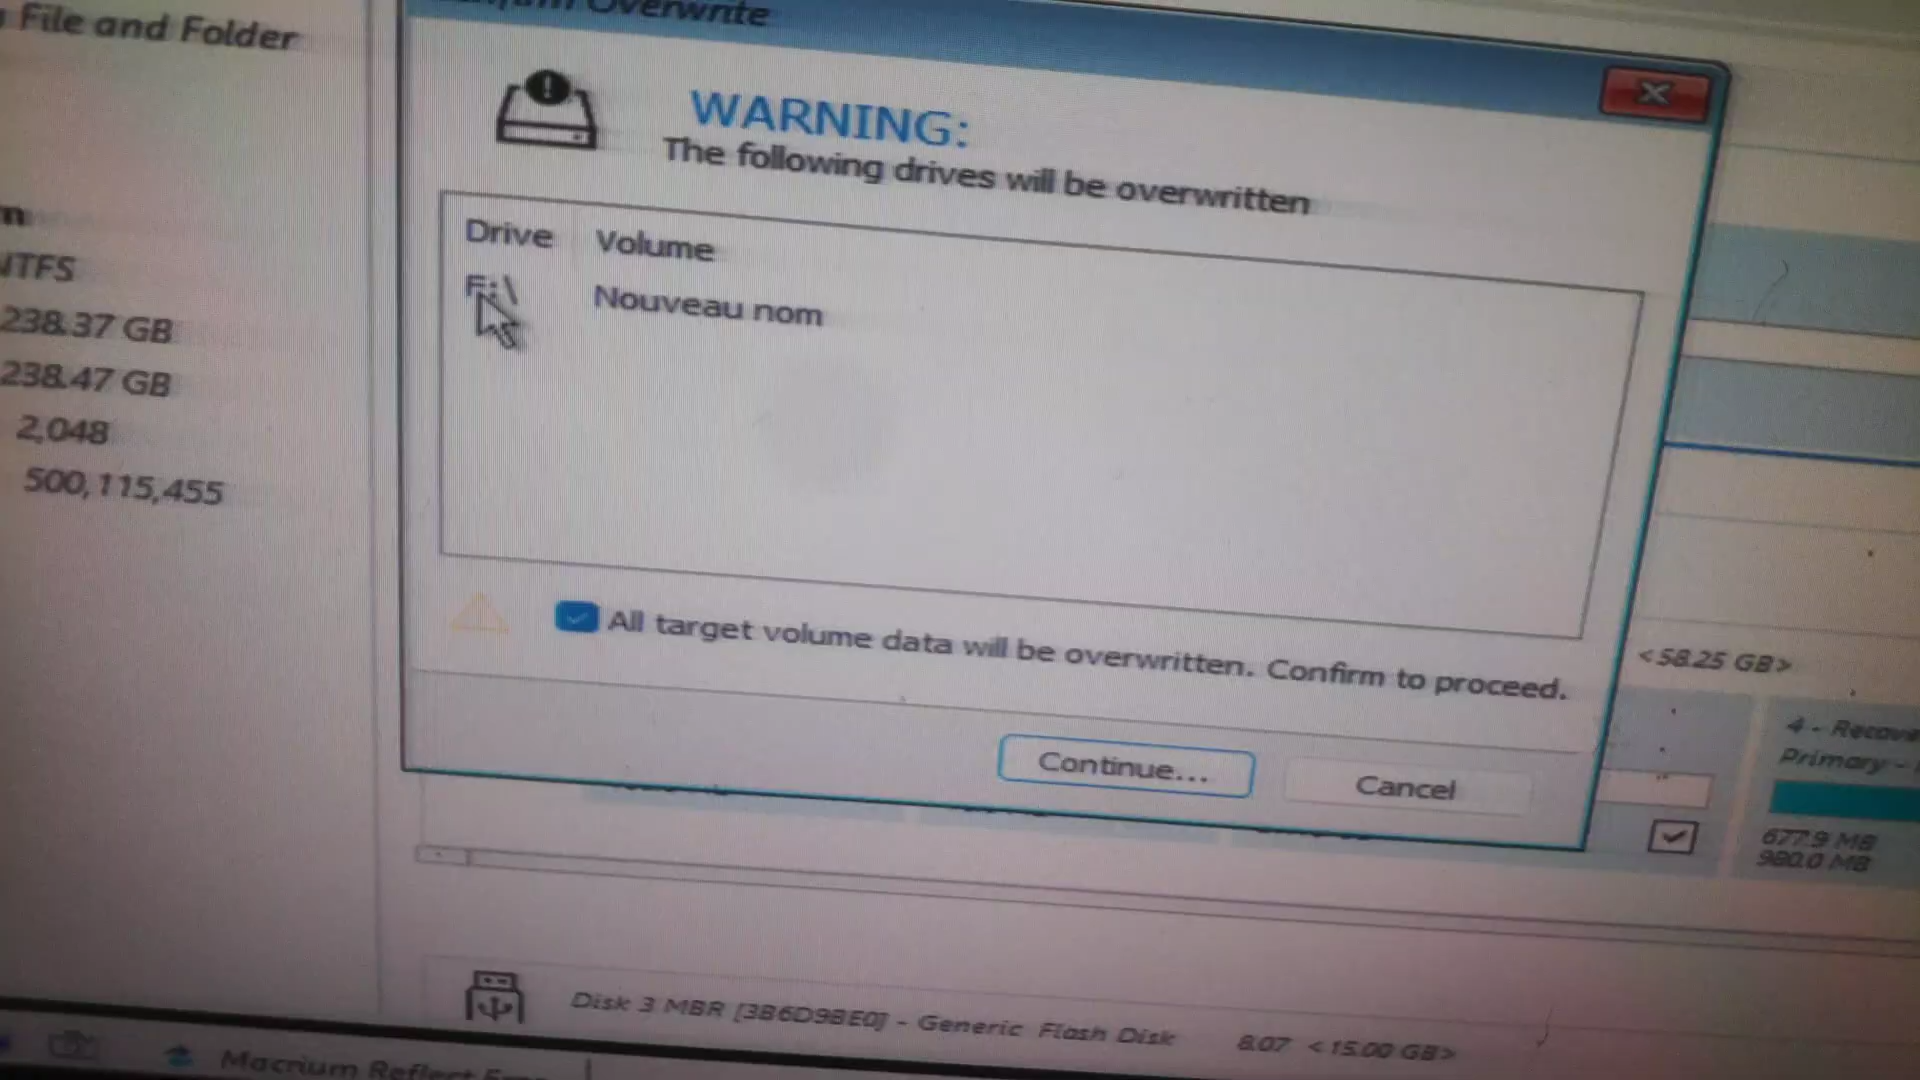 File and Folder
Overwrite
WARNING:
The following drives will be overwritten
Drive Volume
F:\ Nouveau nom
NTFS
238.37 GB
238.47 GB
2,048
500,115,455
All target volume data will be overwritten. Confirm to proceed.
Continue... Cancel
<58.25 GB>
4 -
Primary -
677.9 MB
980.0 MB
Disk 3 MBR [3B6D9BE0] - Generic Flash Disk 8.07 <15.00 GB>
Macrium Reflect